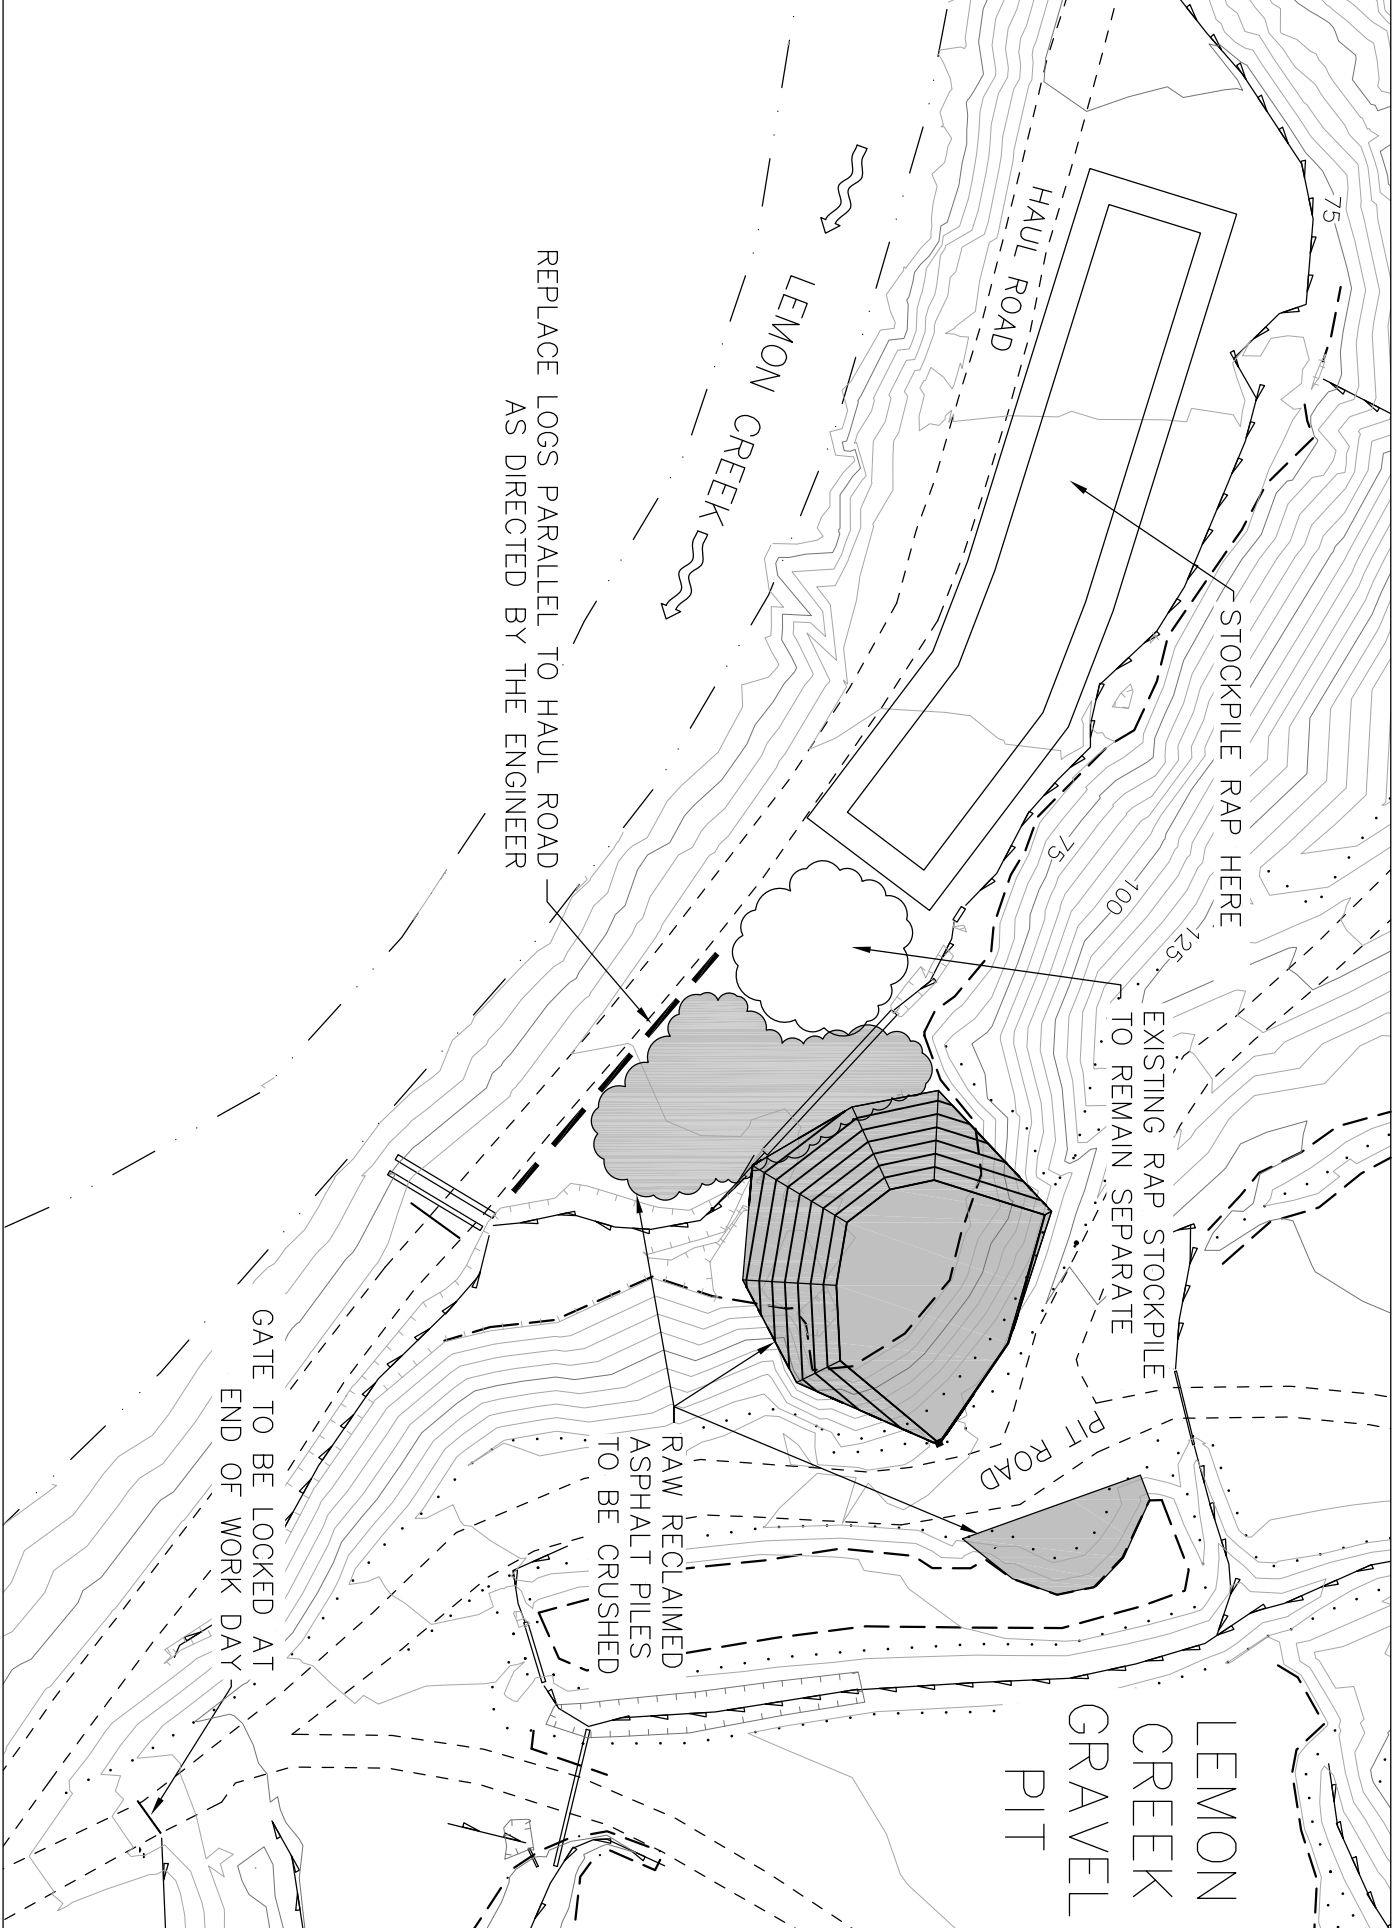 75
HAUL ROAD
LEMON CREEK
REPLACE LOGS PARALLEL TO HAUL ROAD
AS DIRECTED BY THE ENGINEER
STOCKPILE RAP HERE
75
100
125
EXISTING RAP STOCKPILE
TO REMAIN SEPARATE
PIT ROAD
RAW RECLAIMED
ASPHALT PILES
TO BE CRUSHED
GATE TO BE LOCKED AT
END OF WORK DAY
LEMON
CREEK
GRAVEL
PIT